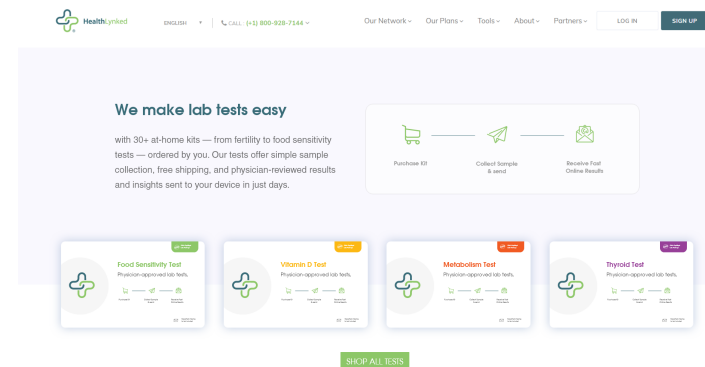 HealthLynked
ENGLISH
CALL: (+1) 800-928-7144
Our Network
Our Plans
Tools
About
Partners
LOG IN
SIGN UP
We make lab tests easy
with 30+ at-home kits — from fertility to food sensitivity
tests — ordered by you. Our tests offer simple sample
collection, free shipping, and physician-reviewed results
and insights sent to your device in just days.
Purchase Kit
Collect Sample
& send
Receive Fast
Online Results
Food Sensitivity Test
Physician-approved lab tests.
Vitamin D Test
Physician-approved lab tests.
Metabolism Test
Physician-approved lab tests.
Thyroid Test
Physician-approved lab tests.
SHOP ALL TESTS